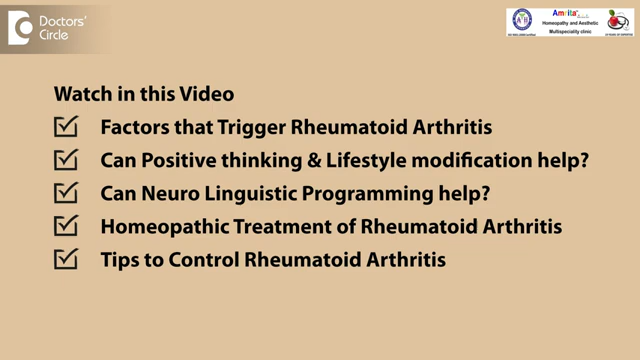 Doctors'
Circle
Amrita
Homeopathy and Aesthetic
Multispeciality clinic
Watch in this Video
Factors that Trigger Rheumatoid Arthritis
Can Positive thinking & Lifestyle modification help?
Can Neuro Linguistic Programming help?
Homeopathic Treatment of Rheumatoid Arthritis
Tips to Control Rheumatoid Arthritis